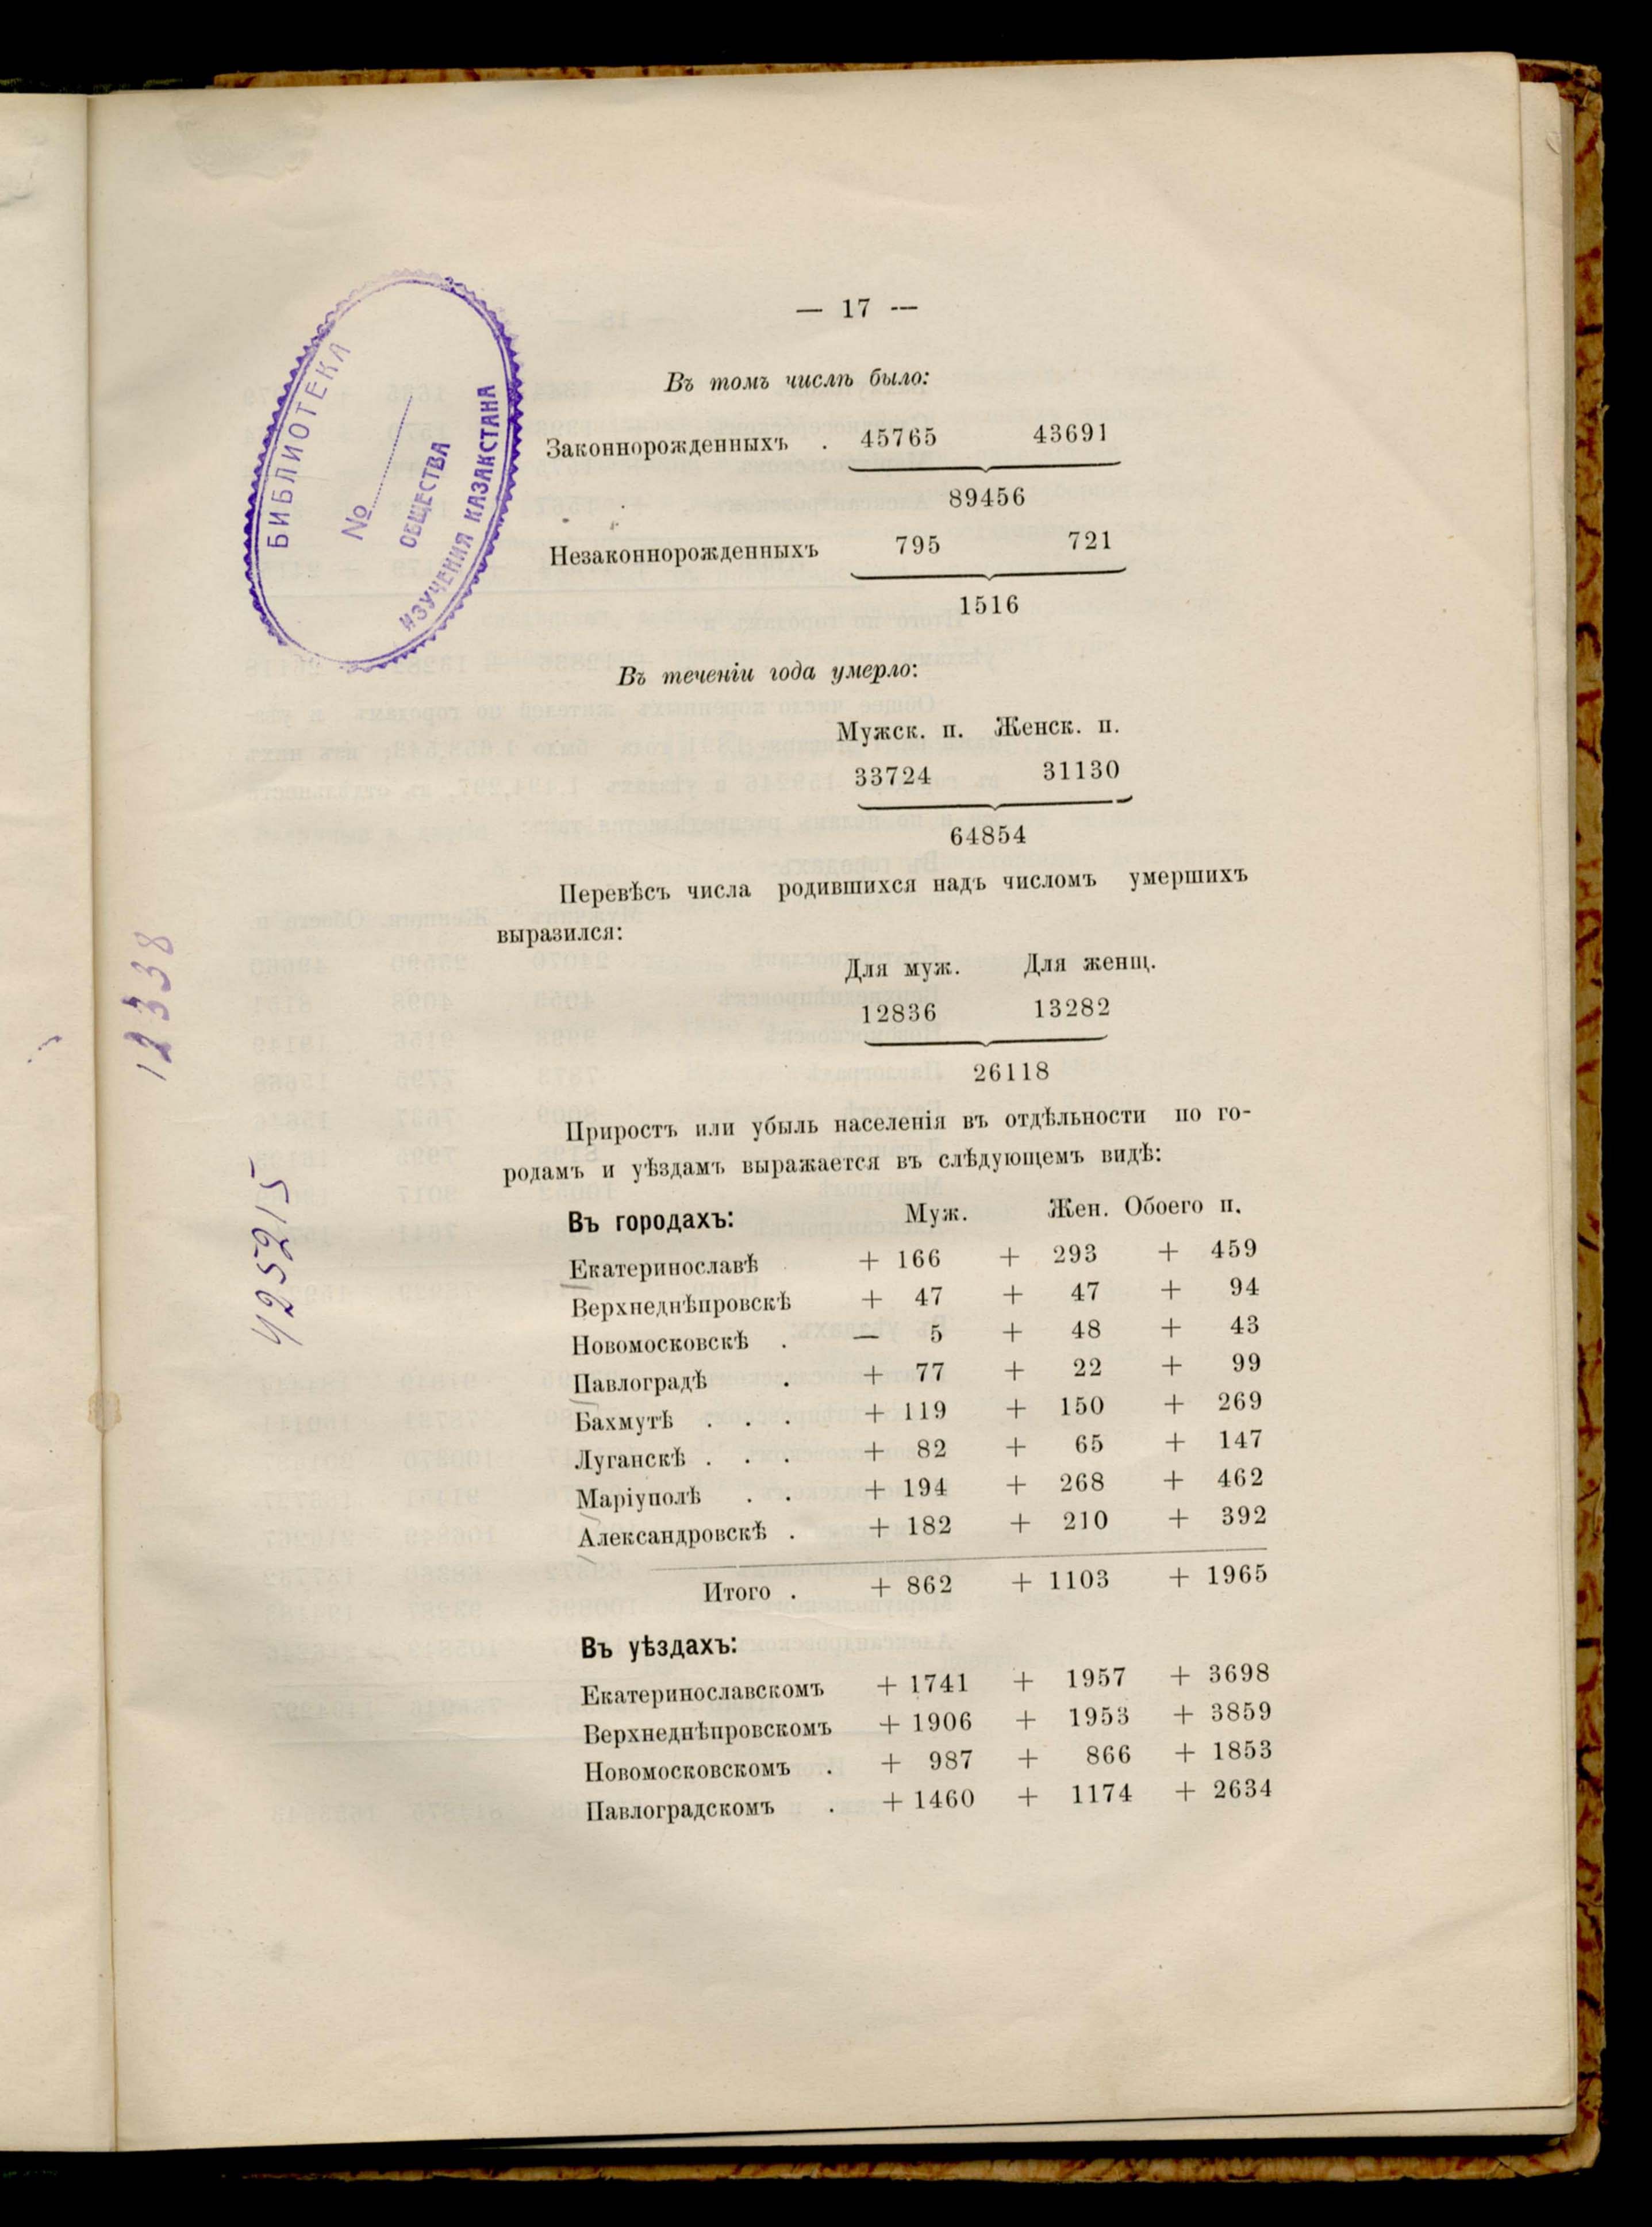 — 17 —
Въ томъ числѣ было:
Законнорожденныхъ . 45765 43691
89456
Незаконнорожденныхъ 795 721
1516
Въ теченіи года умерло:
Мужск. п. Женск. п.
33724 31130
64854
Перевѣсъ числа родившихся надъ числомъ умершихъ
выразился:
Для муж. Для женщ.
12836 13282
26118
Приростъ или убыль населенія въ отдѣльности по го-
родамъ и уѣздамъ выражается въ слѣдующемъ видѣ:
Въ городахъ: Муж. Жен. Обоего п.
Екатеринославѣ + 166 + 293 + 459
Верхнеднѣпровскѣ + 47 + 47 + 94
Новомосковскѣ . — 5 + 48 + 43
Павлоградѣ . + 77 + 22 + 99
Бахмутѣ . . . + 119 + 150 + 269
Луганскѣ . . . + 82 + 65 + 147
Маріуполѣ . . + 194 + 268 + 462
Александровскѣ . + 182 + 210 + 392
Итого . + 862 + 1103 + 1965
Въ уѣздахъ:
Екатеринославскомъ + 1741 + 1957 + 3698
Верхнеднѣпровскомъ + 1906 + 1953 + 3859
Новомосковскомъ . + 987 + 866 + 1853
Павлоградскомъ . + 1460 + 1174 + 2634
БИБЛИОТЕКА
№
ОБЩЕСТВА
ИЗУЧЕНИЯ КАЗАКСТАНА
12338
425215